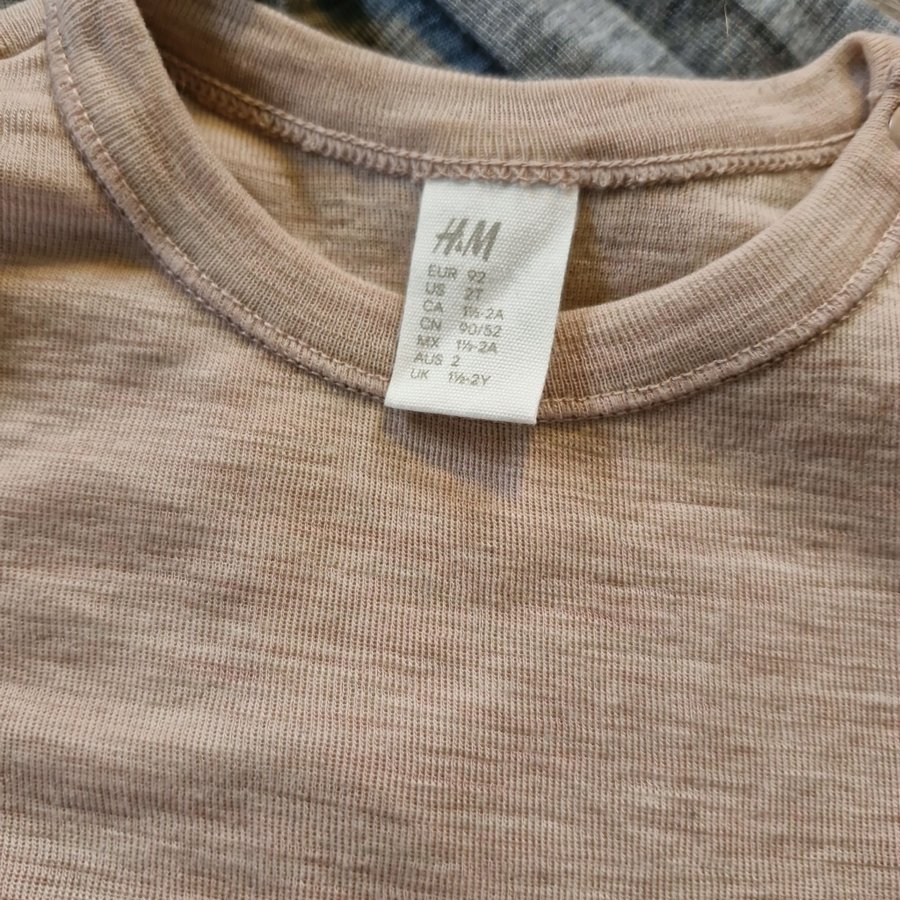 H&M
EUR 92
US 2T
CA 1½-2A
CN 90/52
MX 1½-2A
AUS 2
UK 1½-2Y